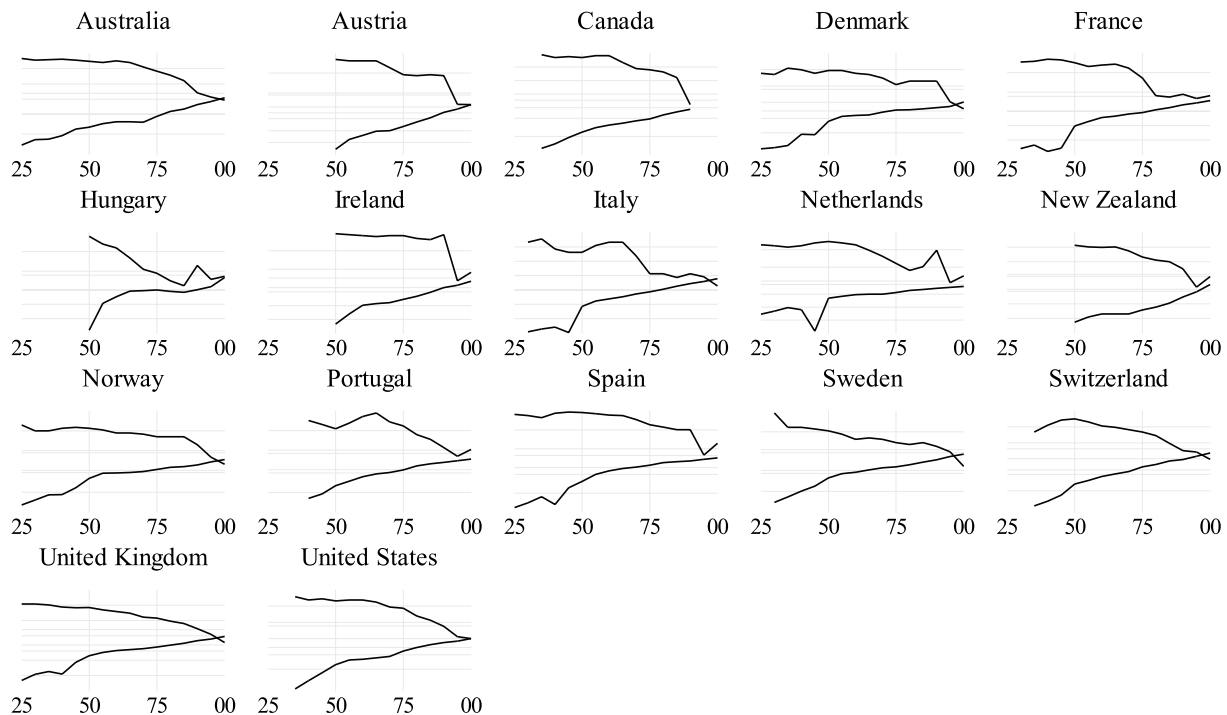 Australia Austria Canada Denmark France
25 50 75 00 25 50 75 00 25 50 75 00 25 50 75 00 25 50 75 00
Hungary Ireland Italy Netherlands New Zealand
25 50 75 00 25 50 75 00 25 50 75 00 25 50 75 00 25 50 75 00
Norway Portugal Spain Sweden Switzerland
25 50 75 00 25 50 75 00 25 50 75 00 25 50 75 00 25 50 75 00
United Kingdom United States
25 50 75 00 25 50 75 00